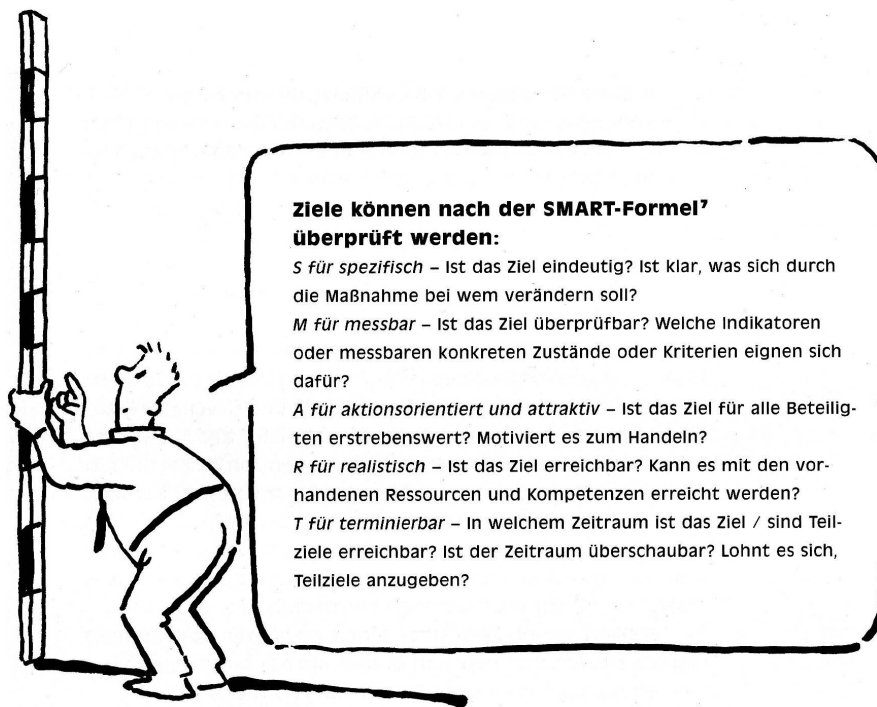 Ziele können nach der SMART-Formel⁷
überprüft werden:
S für spezifisch – Ist das Ziel eindeutig? Ist klar, was sich durch
die Maßnahme bei wem verändern soll?
M für messbar – Ist das Ziel überprüfbar? Welche Indikatoren
oder messbaren konkreten Zustände oder Kriterien eignen sich
dafür?
A für aktionsorientiert und attraktiv – Ist das Ziel für alle Beteilig-
ten erstrebenswert? Motiviert es zum Handeln?
R für realistisch – Ist das Ziel erreichbar? Kann es mit den vor-
handenen Ressourcen und Kompetenzen erreicht werden?
T für terminierbar – In welchem Zeitraum ist das Ziel / sind Teil-
ziele erreichbar? Ist der Zeitraum überschaubar? Lohnt es sich,
Teilziele anzugeben?